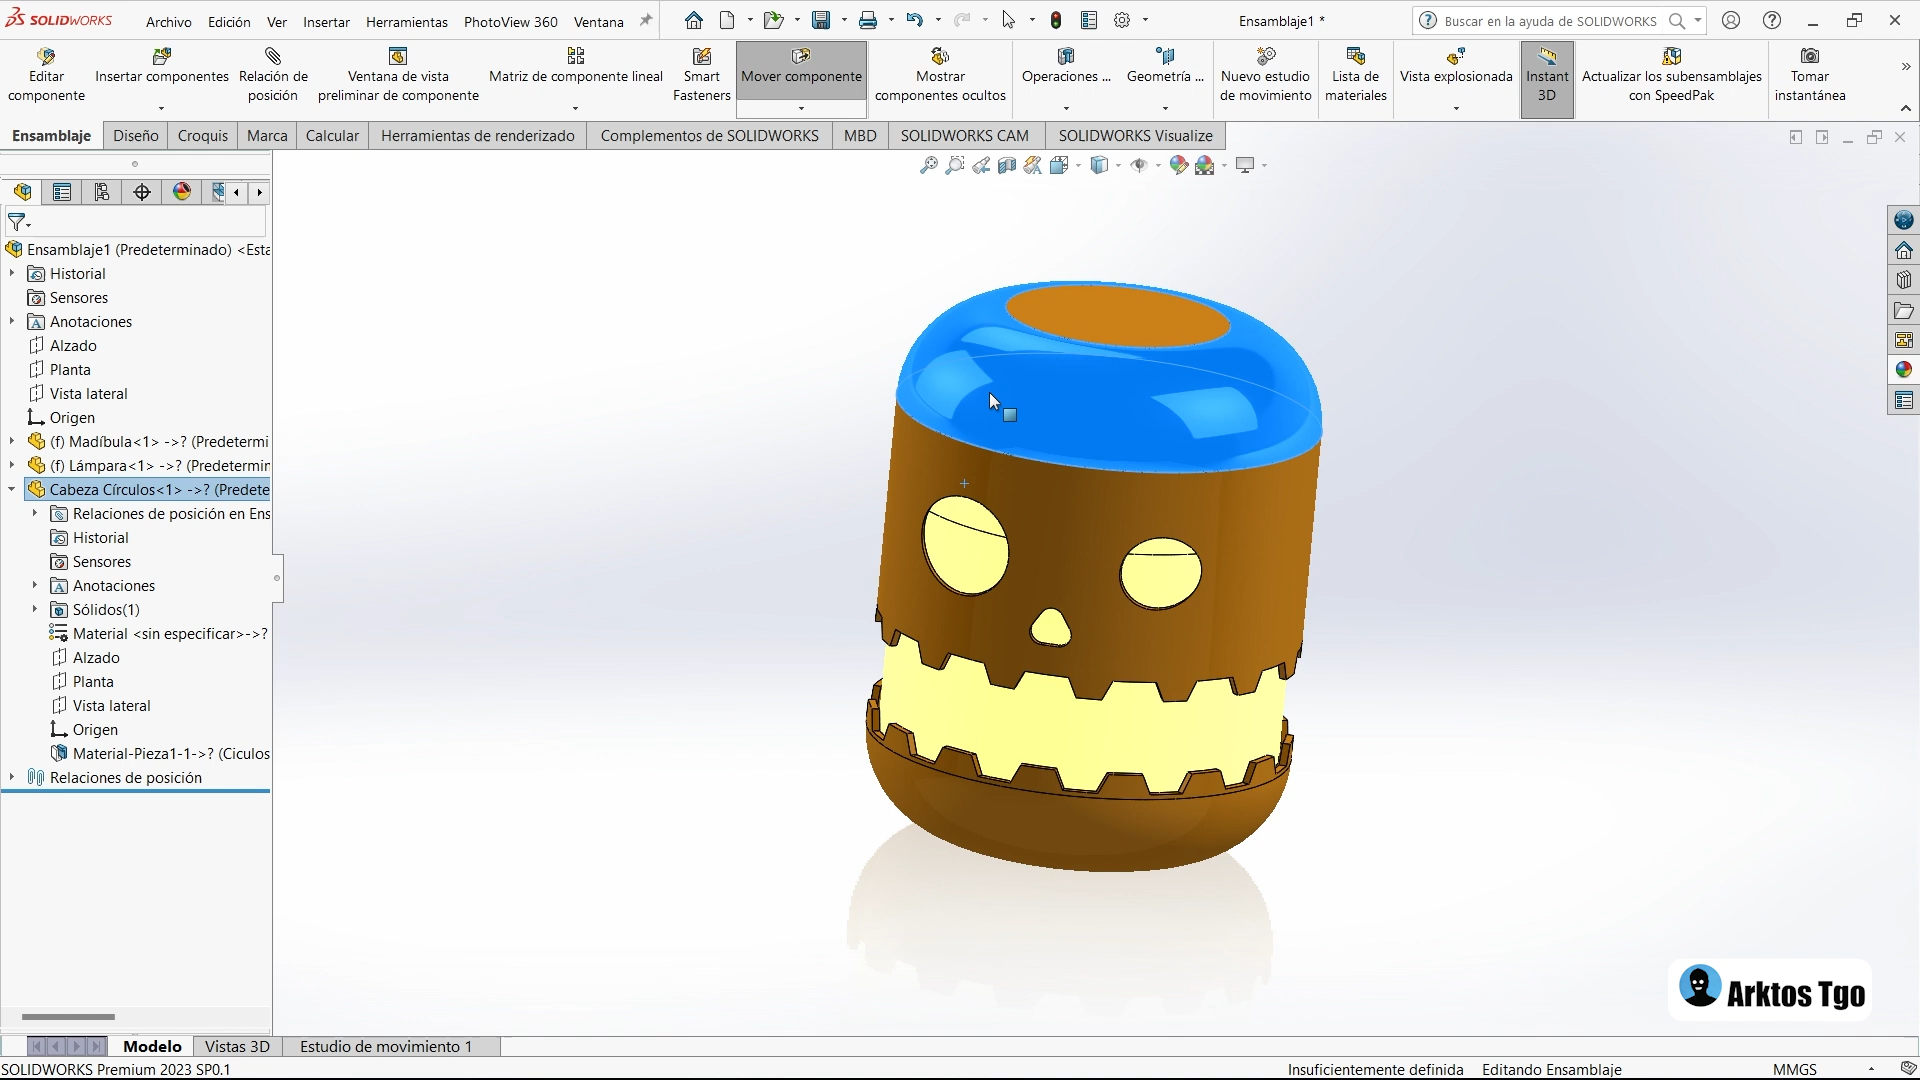 SOLIDWORKS
Archivo Edición Ver Insertar Herramientas PhotoView 360 Ventana
Ensamblaje1 *
Buscar en la ayuda de SOLIDWORKS
Editar componente
Insertar componentes
Relación de posición
Ventana de vista preliminar de componente
Matriz de componente lineal
Smart Fasteners
Mover componente
Mostrar componentes ocultos
Operaciones ...
Geometría ...
Nuevo estudio de movimiento
Lista de materiales
Vista explosionada
Instant 3D
Actualizar los subensamblajes con SpeedPak
Tomar instantánea
Ensamblaje Diseño Croquis Marca Calcular Herramientas de renderizado Complementos de SOLIDWORKS MBD SOLIDWORKS CAM SOLIDWORKS Visualize
Ensamblaje1 (Predeterminado) <Esta
Historial
Sensores
Anotaciones
Alzado
Planta
Vista lateral
Origen
(f) Madíbula<1> ->? (Predetermi
(f) Lámpara<1> ->? (Predetermin
Cabeza Círculos<1> ->? (Predete
Relaciones de posición en Ens
Historial
Sensores
Anotaciones
Sólidos(1)
Material <sin especificar>->?
Alzado
Planta
Vista lateral
Origen
Material-Pieza1-1->? (Ciculos
Relaciones de posición
Arktos Tgo
Modelo Vistas 3D Estudio de movimiento 1
SOLIDWORKS Premium 2023 SP0.1
Insuficientemente definida Editando Ensamblaje MMGS